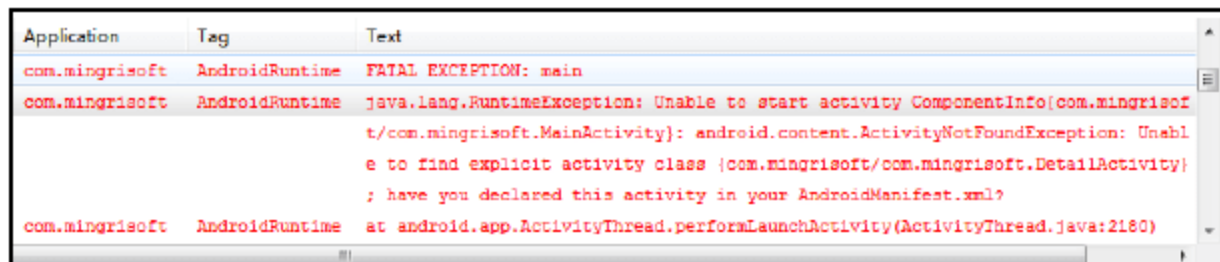 Application Tag Text
com.mingrisoft AndroidRuntime FATAL EXCEPTION: main
com.mingrisoft AndroidRuntime java.lang.RuntimeException: Unable to start activity ComponentInfo{com.mingrisof
t/com.mingrisoft.MainActivity}: android.content.ActivityNotFoundException: Unabl
e to find explicit activity class {com.mingrisoft/com.mingrisoft.DetailActivity}
; have you declared this activity in your AndroidManifest.xml?
com.mingrisoft AndroidRuntime at android.app.ActivityThread.performLaunchActivity(ActivityThread.java:2180)